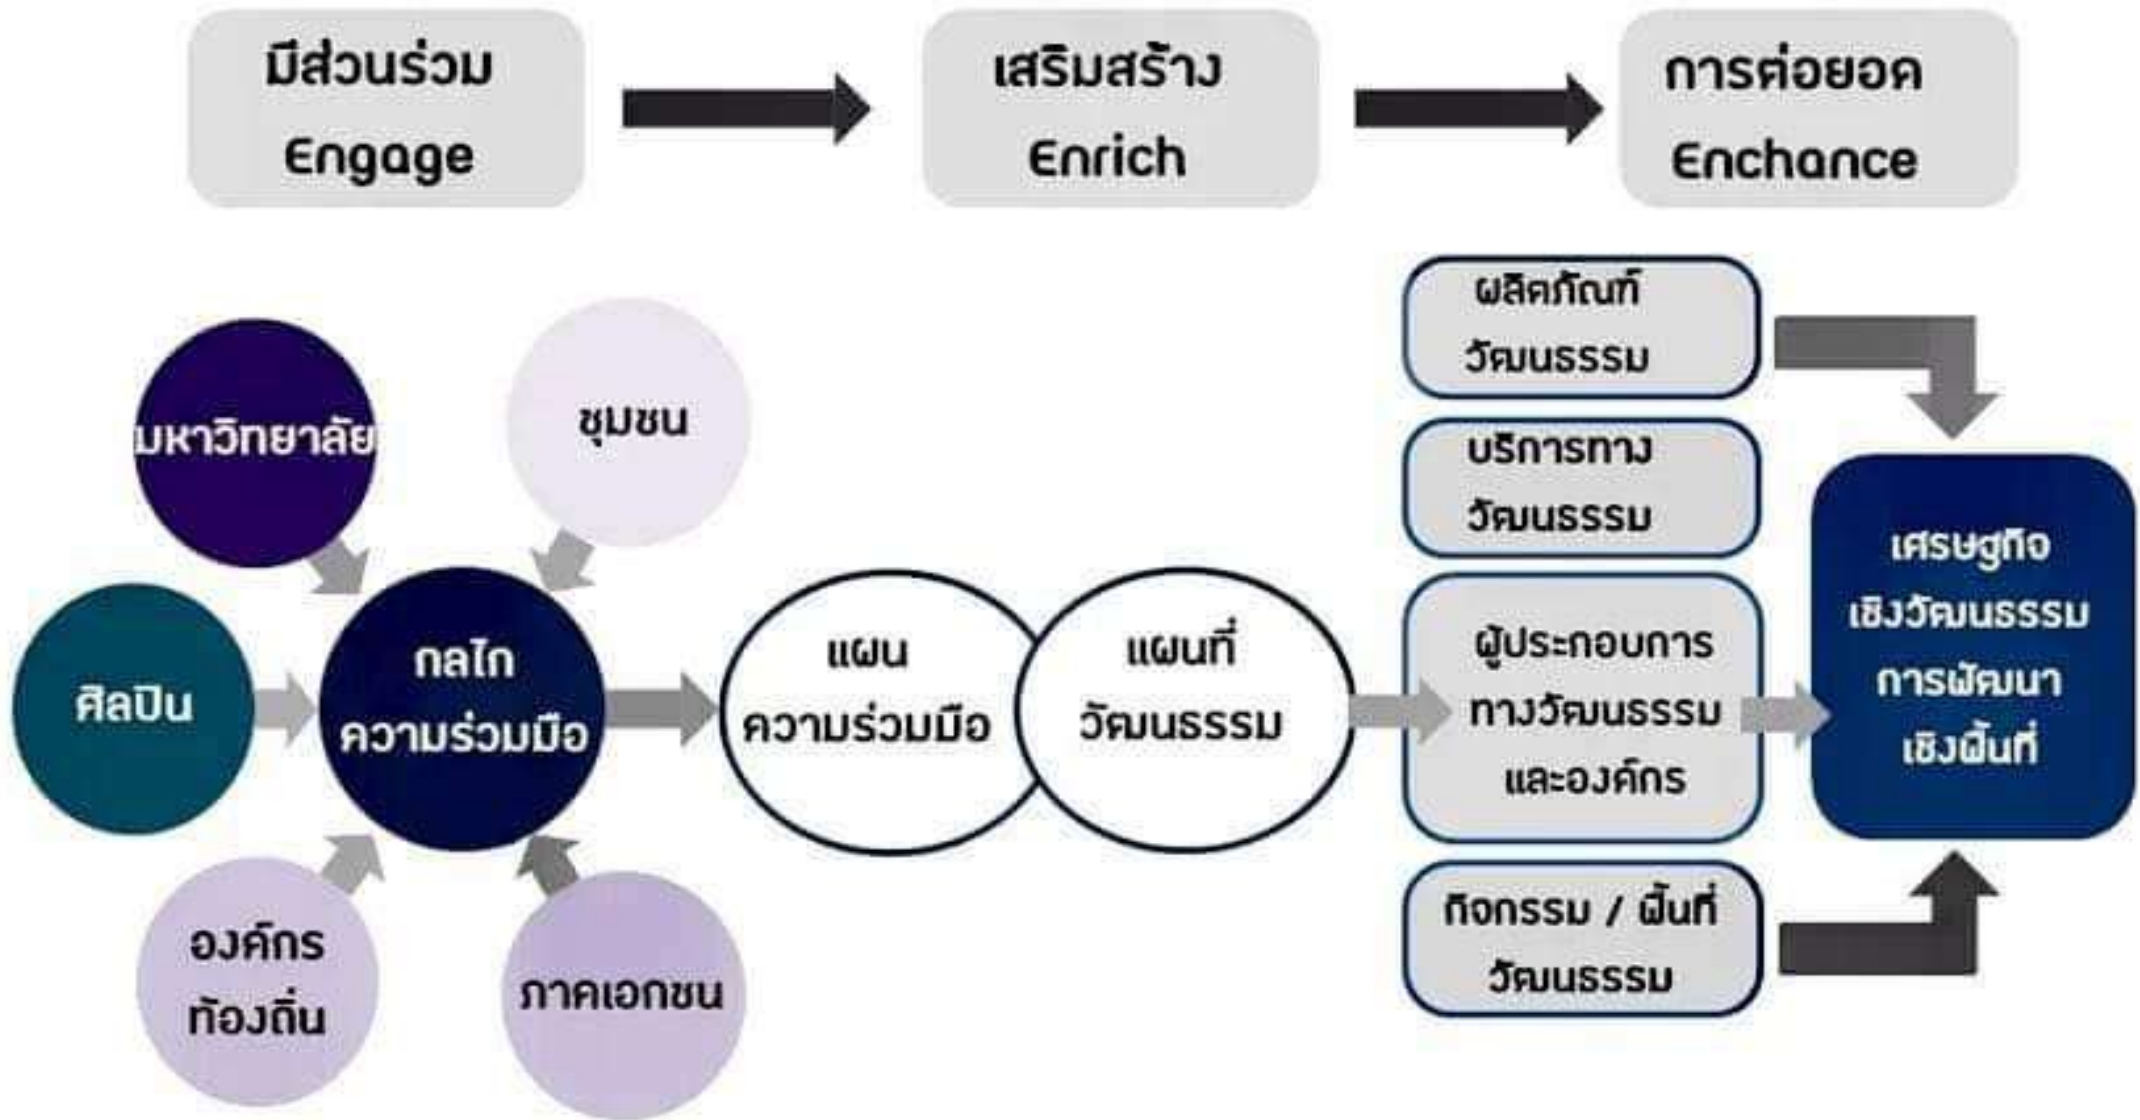 มีส่วนร่วม
Engage
เสริมสร้าง
Enrich
การต่อยอด
Enchance
มหาวิทยาลัย
ชุมชน
ศิลปิน
กลไก
ความร่วมมือ
องค์กร
ท้องถิ่น
ภาคเอกชน
แผน
ความร่วมมือ
แผนที่
วัฒนธรรม
ผลิตภัณฑ์
วัฒนธรรม
บริการทาง
วัฒนธรรม
ผู้ประกอบการ
ทางวัฒนธรรม
และองค์กร
กิจกรรม / พื้นที่
วัฒนธรรม
เศรษฐกิจ
เชิงวัฒนธรรม
การพัฒนา
เชิงพื้นที่